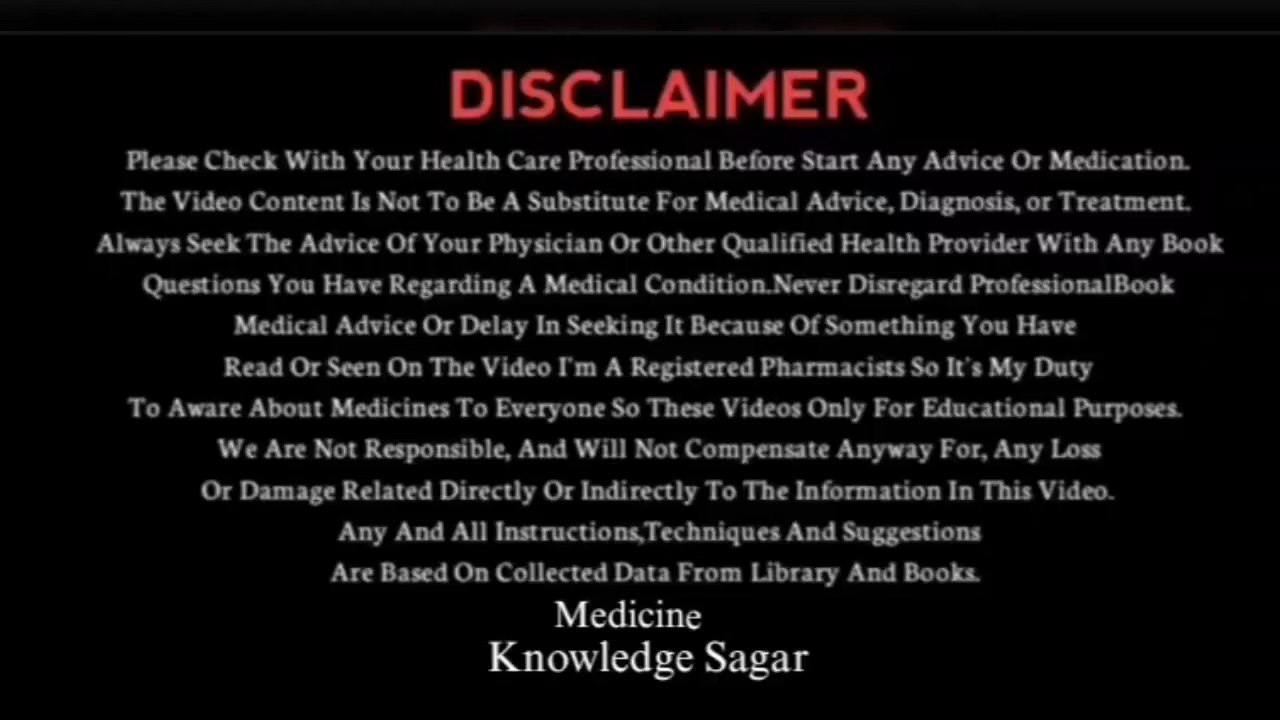 DISCLAIMER
Please Check With Your Health Care Professional Before Start Any Advice Or Medication.
The Video Content Is Not To Be A Substitute For Medical Advice, Diagnosis, or Treatment.
Always Seek The Advice Of Your Physician Or Other Qualified Health Provider With Any Book
Questions You Have Regarding A Medical Condition.Never Disregard ProfessionalBook
Medical Advice Or Delay In Seeking It Because Of Something You Have
Read Or Seen On The Video I'm A Registered Pharmacists So It's My Duty
To Aware About Medicines To Everyone So These Videos Only For Educational Purposes.
We Are Not Responsible, And Will Not Compensate Anyway For, Any Loss
Or Damage Related Directly Or Indirectly To The Information In This Video.
Any And All Instructions,Techniques And Suggestions
Are Based On Collected Data From Library And Books.
Medicine
Knowledge Sagar